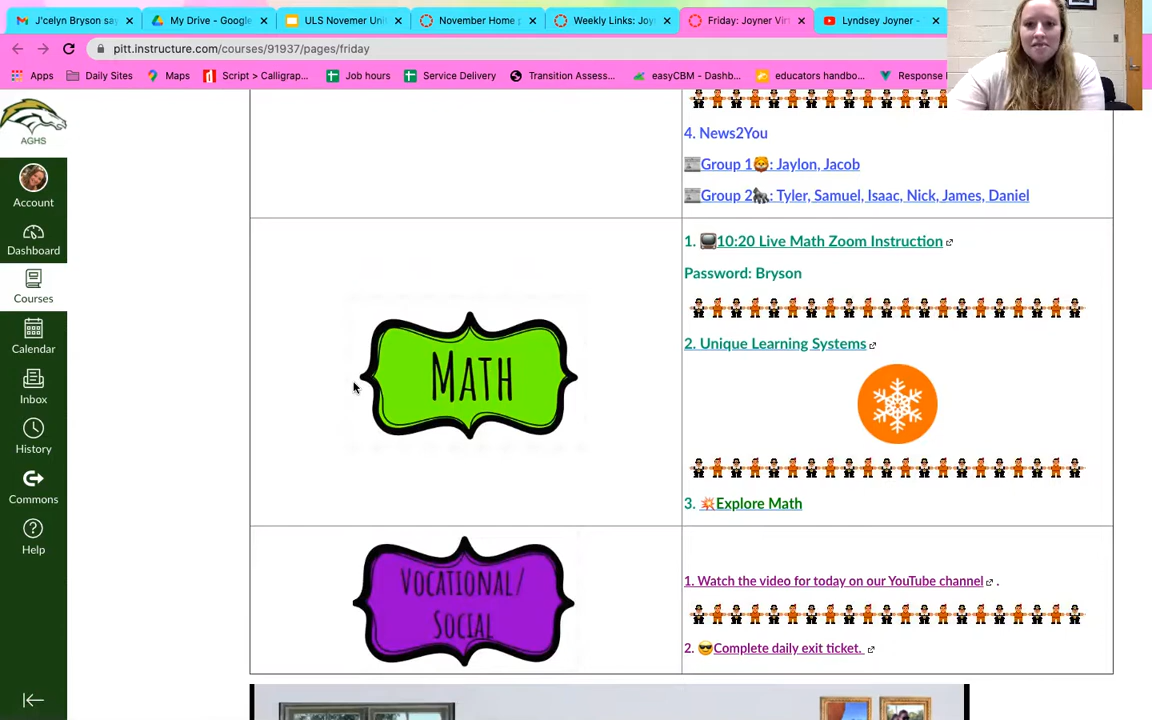 J'celyn Bryson say
My Drive - Google
ULS Novemer Uni
November Home p
Weekly Links: Joy
Friday: Joyner Virt
Lyndsey Joyner -
pitt.instructure.com/courses/91937/pages/friday
Apps
Daily Sites
Maps
Script > Calligrap...
Job hours
Service Delivery
Transition Assess...
easyCBM - Dashb...
educators handbo...
Response
AGHS
Account
Dashboard
Courses
Calendar
Inbox
History
Commons
Help
4. News2You
Group 1: Jaylon, Jacob
Group 2: Tyler, Samuel, Isaac, Nick, James, Daniel
MATH
1. 10:20 Live Math Zoom Instruction
Password: Bryson
2. Unique Learning Systems
3. Explore Math
VOCATIONAL/
SOCIAL
1. Watch the video for today on our YouTube channel .
2. Complete daily exit ticket.